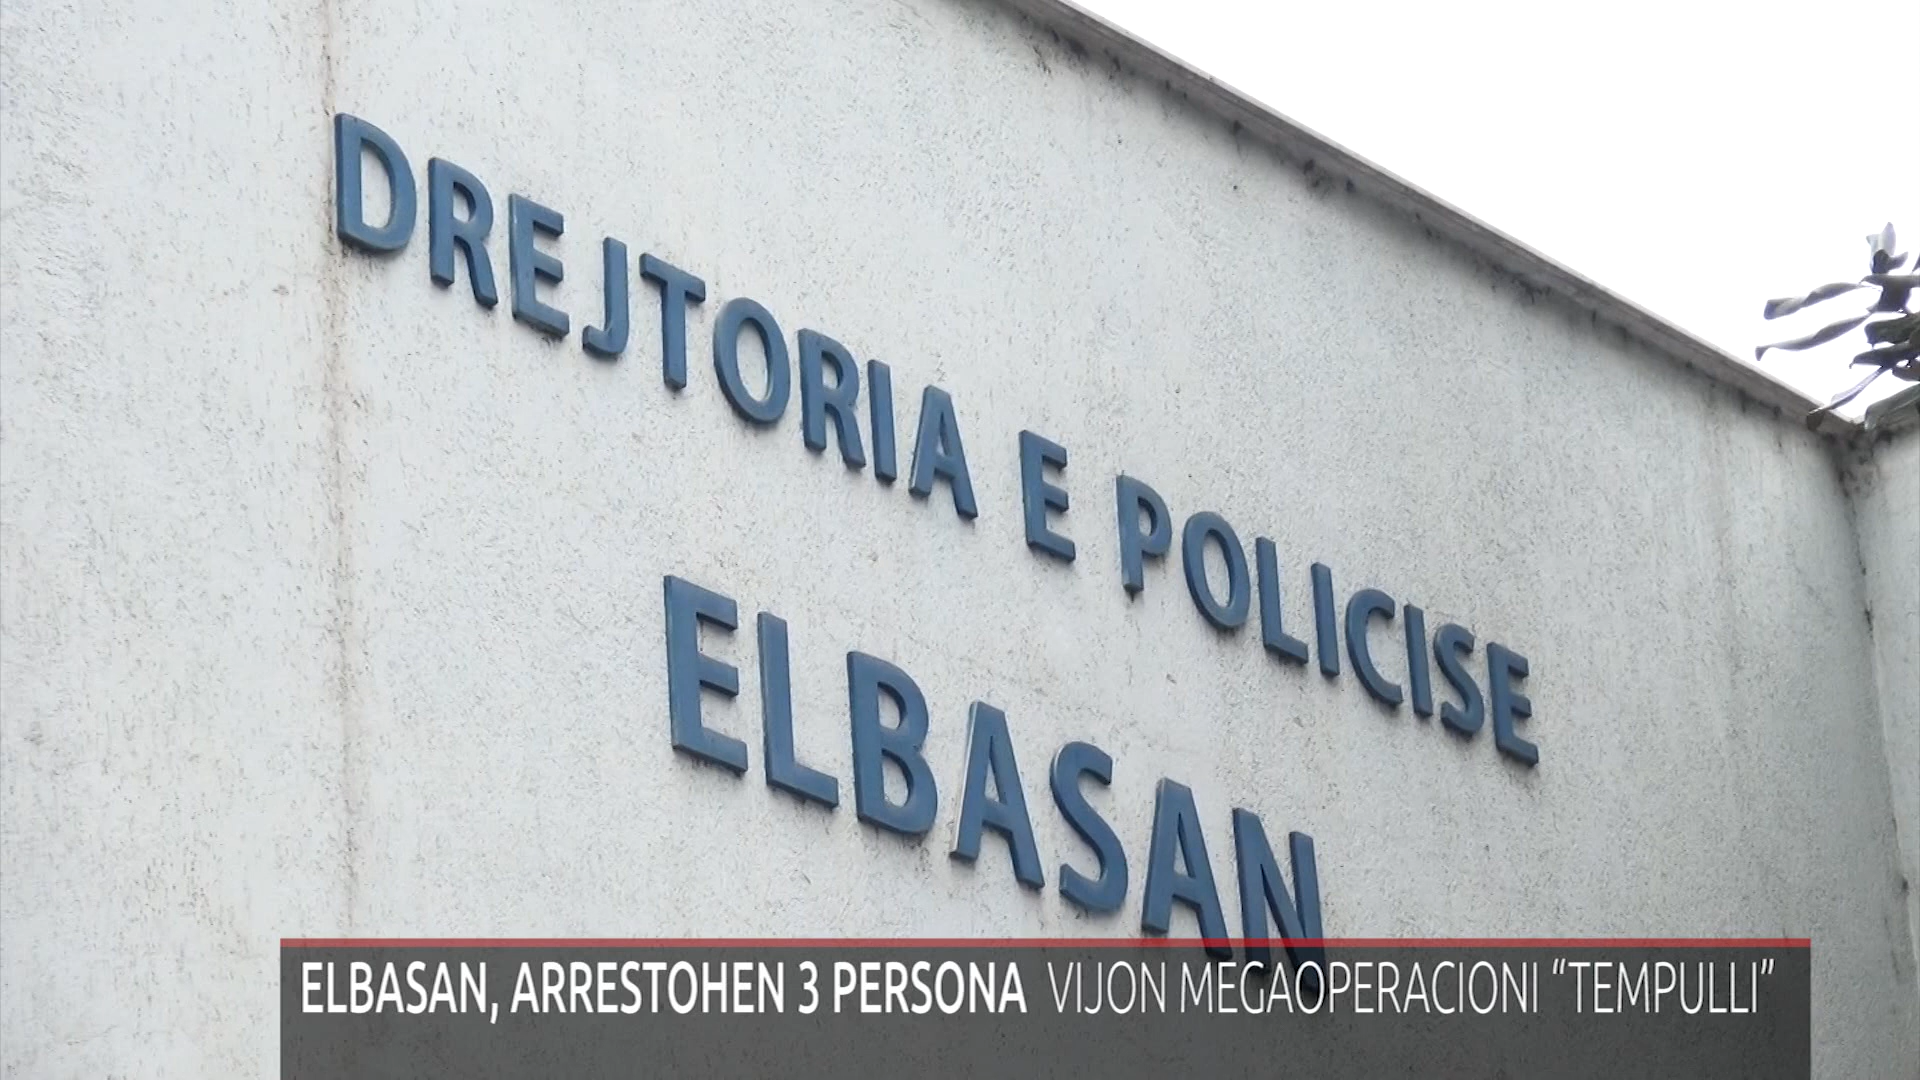 DREJTORIA E POLICISE
ELBASAN
ELBASAN, ARRESTOHEN 3 PERSONA VIJON MEGAOPERACIONI “TEMPULLI”